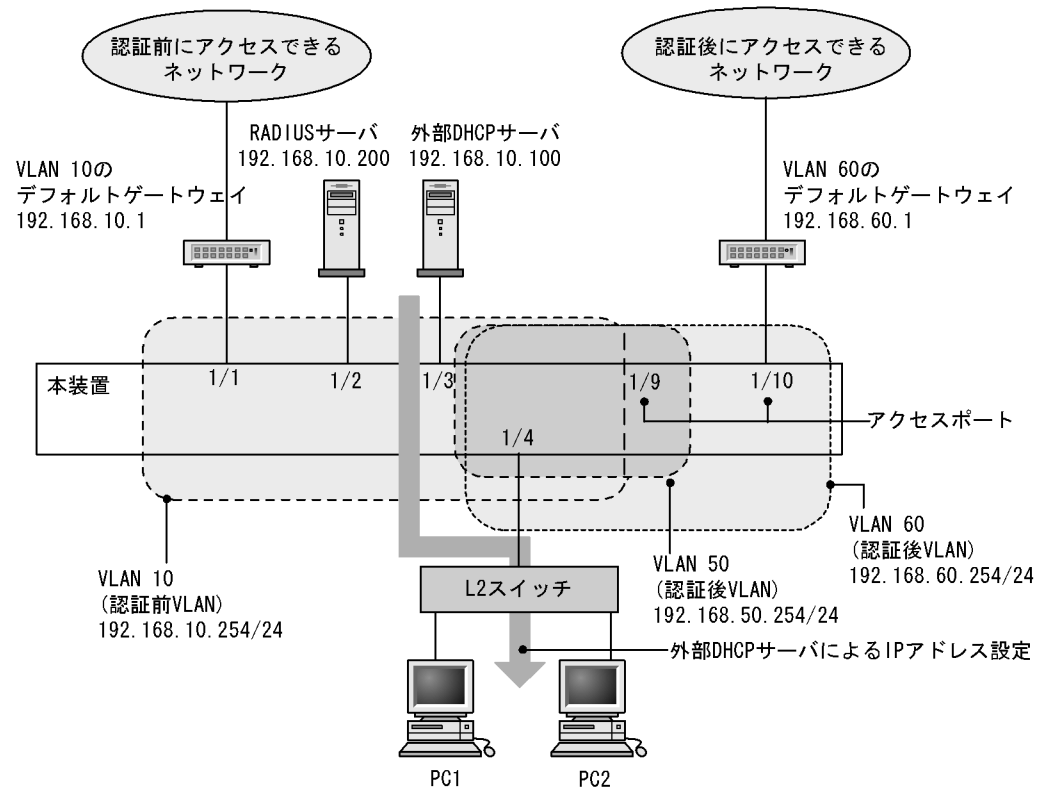 認証前にアクセスできる
ネットワーク
認証後にアクセスできる
ネットワーク
RADIUSサーバ
192.168.10.200
外部DHCPサーバ
192.168.10.100
VLAN 10の
デフォルトゲートウェイ
192.168.10.1
VLAN 60の
デフォルトゲートウェイ
192.168.60.1
本装置
1/1
1/2
1/3
1/9
1/10
アクセスポート
1/4
VLAN 10
(認証前VLAN)
192.168.10.254/24
L2スイッチ
VLAN 50
(認証後VLAN)
192.168.50.254/24
VLAN 60
(認証後VLAN)
192.168.60.254/24
外部DHCPサーバによるIPアドレス設定
PC1
PC2